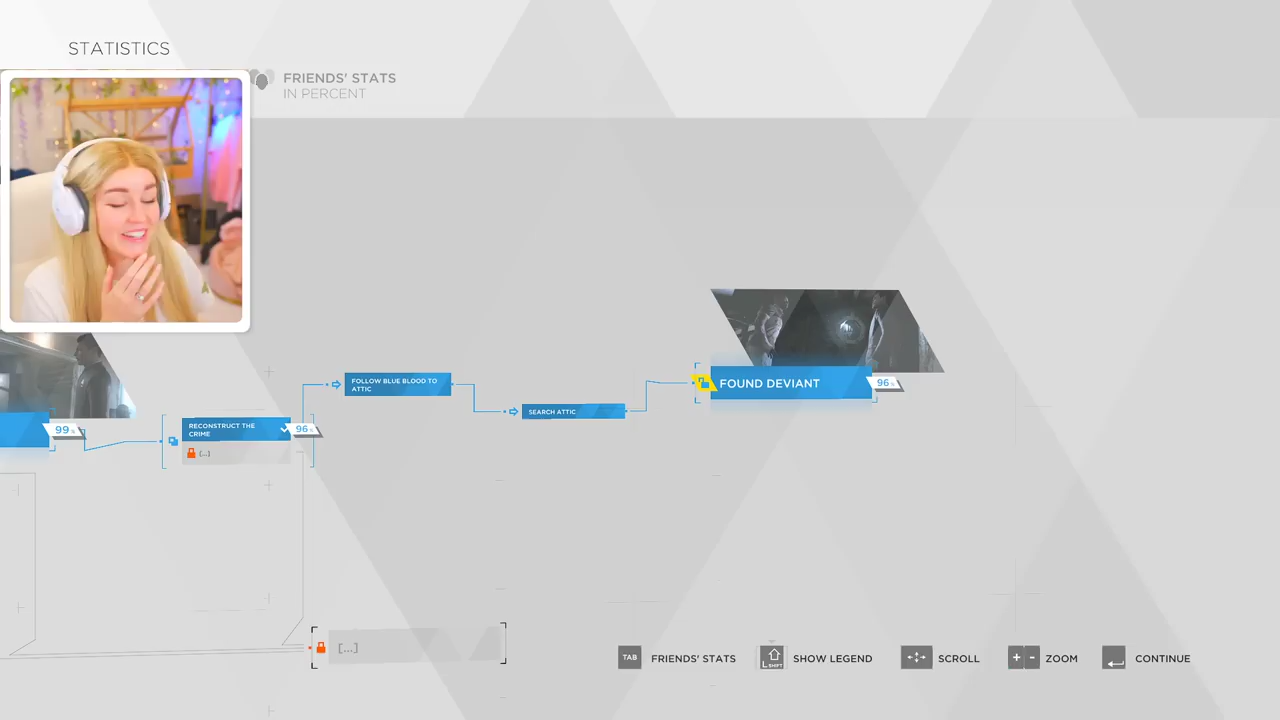 STATISTICS
FRIENDS' STATS
IN PERCENT
FOLLOW BLUE BLOOD TO
ATTIC
SEARCH ATTIC
FOUND DEVIANT
96%
99%
RECONSTRUCT THE
CRIME
96%
[...]
[...]
TAB
FRIENDS' STATS
L SHIFT
SHOW LEGEND
SCROLL
+ -
ZOOM
CONTINUE